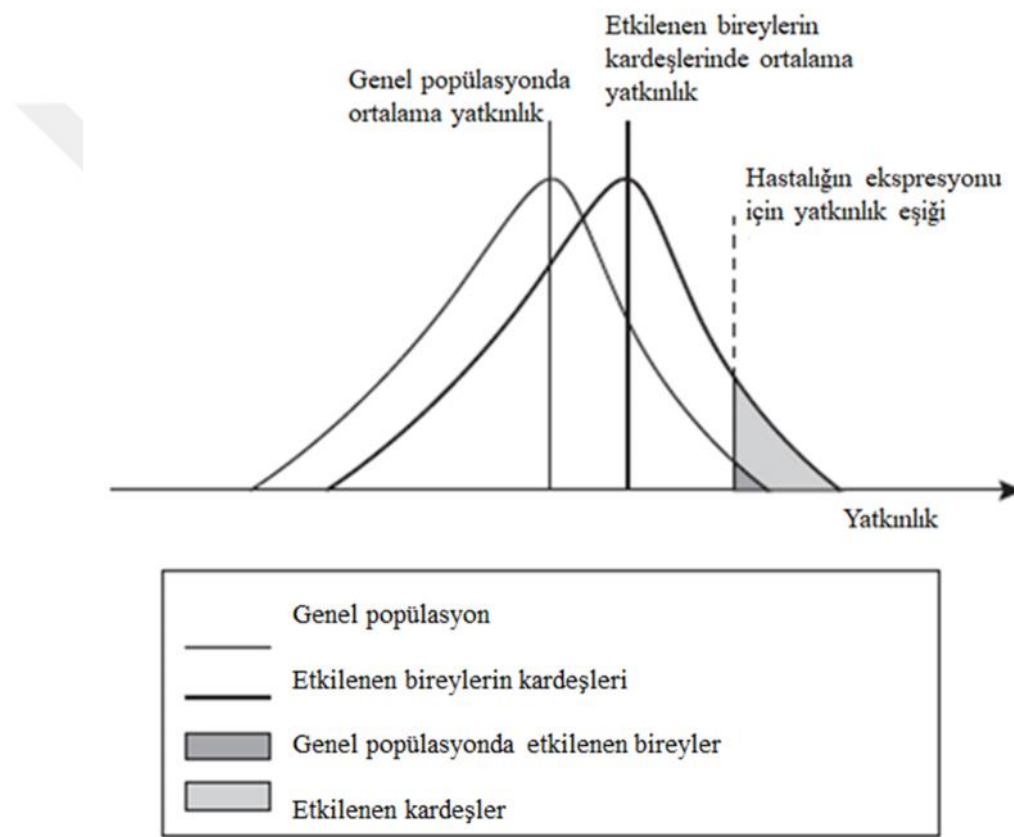 Etkilenen bireylerin
kardeşlerinde ortalama
yatkınlık
Genel popülasyonda
ortalama yatkınlık
Hastalığın ekspresyonu
için yatkınlık eşiği
Yatkınlık
Genel popülasyon
Etkilenen bireylerin kardeşleri
Genel popülasyonda etkilenen bireyler
Etkilenen kardeşler